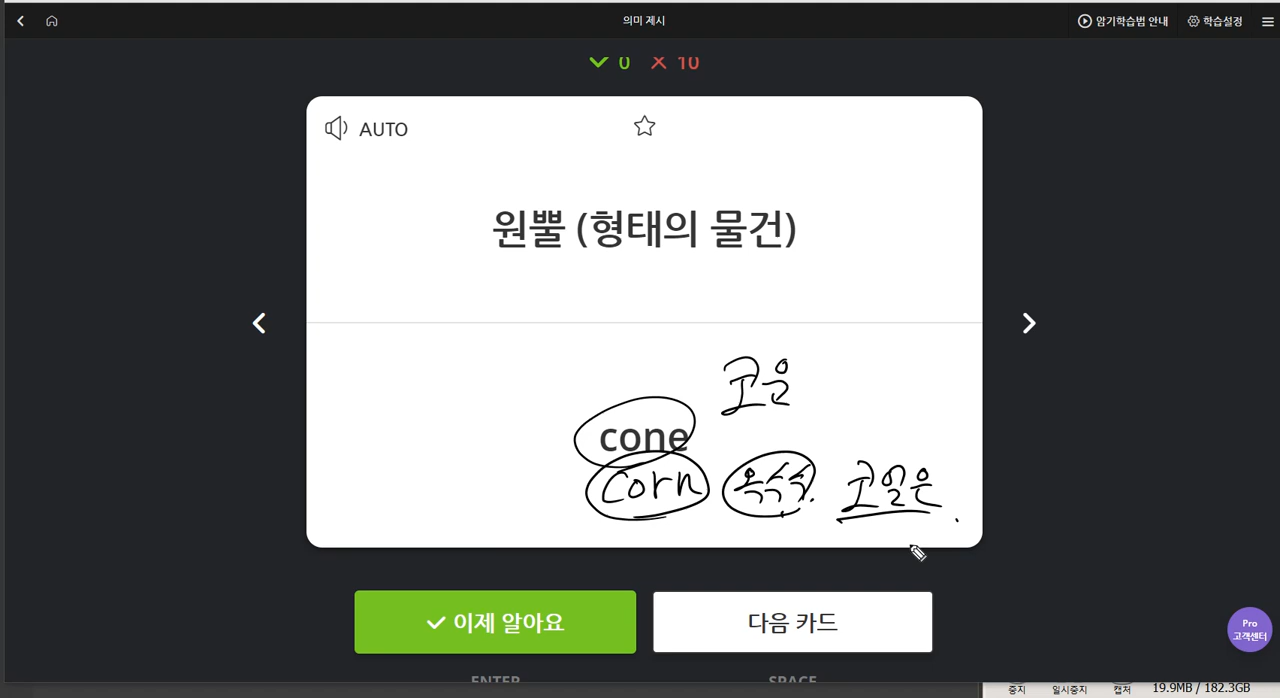 의미 제시
암기학습법 안내
학습설정
0 10
AUTO
원뿔 (형태의 물건)
코운
cone
corn 옥수수. 코얼은.
이제 알아요
다음 카드
ENTER
SPACE
Pro
고객센터
중지 일시중지 캡처 19.9MB / 182.3GB